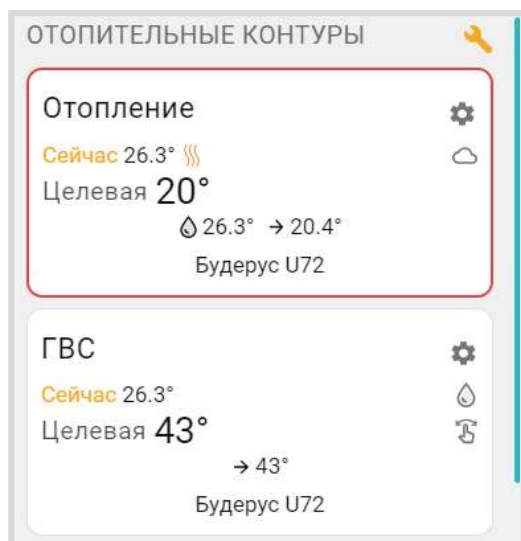 ОТОПИТЕЛЬНЫЕ КОНТУРЫ
Отопление
Сейчас 26.3°
Целевая 20°
26.3° → 20.4°
Будерус U72
ГВС
Сейчас 26.3°
Целевая 43°
→ 43°
Будерус U72